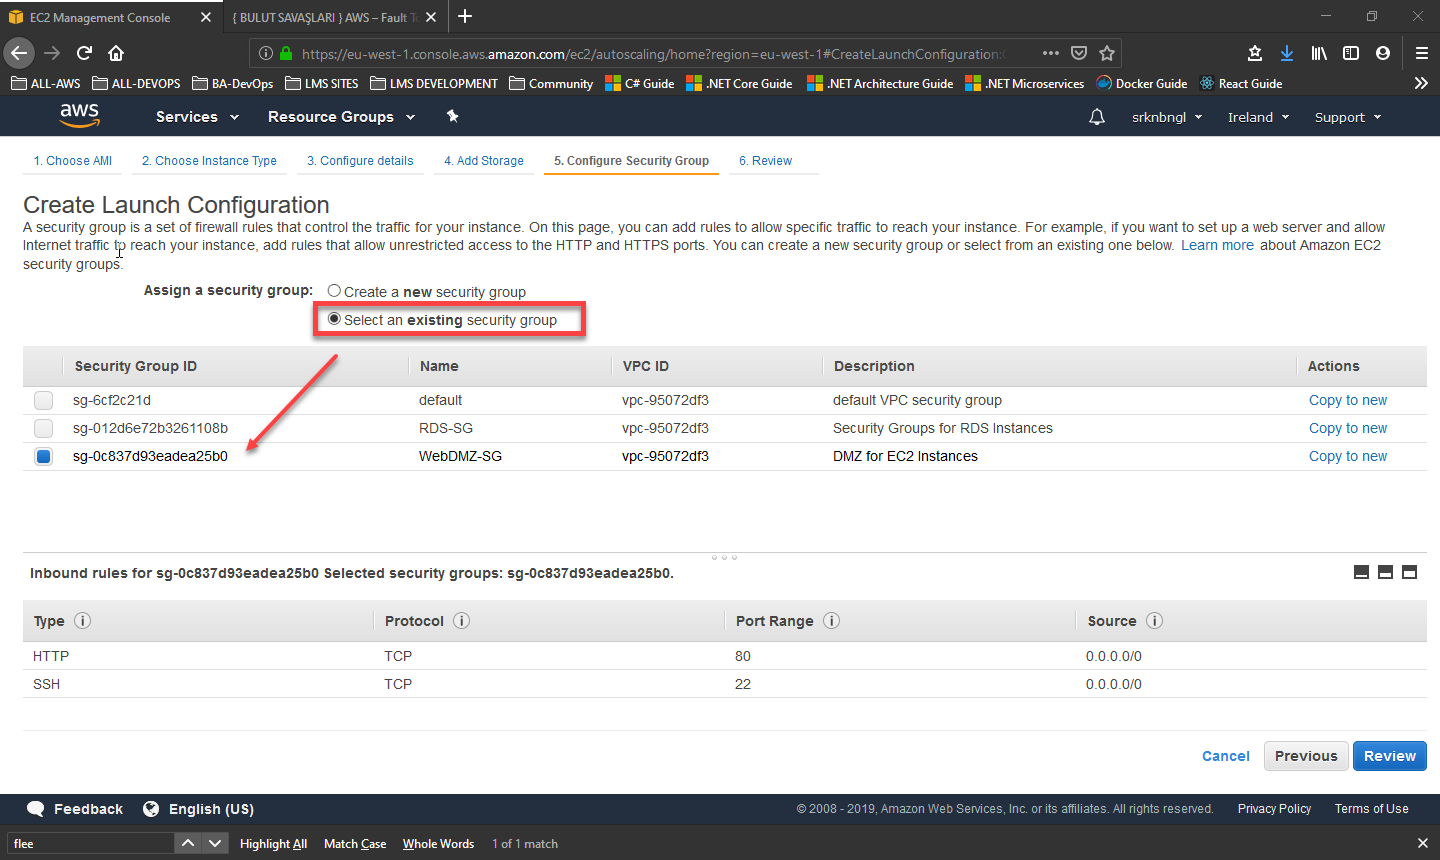 EC2 Management Console
{ BULUT SAVAŞLARI } AWS – Fault To
https://eu-west-1.console.aws.amazon.com/ec2/autoscaling/home?region=eu-west-1#CreateLaunchConfiguration:
ALL-AWS ALL-DEVOPS BA-DevOps LMS SITES LMS DEVELOPMENT Community C# Guide .NET Core Guide .NET Architecture Guide .NET Microservices Docker Guide React Guide
aws Services Resource Groups srknbngl Ireland Support
1. Choose AMI 2. Choose Instance Type 3. Configure details 4. Add Storage 5. Configure Security Group 6. Review
Create Launch Configuration
A security group is a set of firewall rules that control the traffic for your instance. On this page, you can add rules to allow specific traffic to reach your instance. For example, if you want to set up a web server and allow
Internet traffic to reach your instance, add rules that allow unrestricted access to the HTTP and HTTPS ports. You can create a new security group or select from an existing one below. Learn more about Amazon EC2
security groups.
Assign a security group: Create a new security group
Select an existing security group
Security Group ID Name VPC ID Description Actions
sg-6cf2c21d default vpc-95072df3 default VPC security group Copy to new
sg-012d6e72b3261108b RDS-SG vpc-95072df3 Security Groups for RDS Instances Copy to new
sg-0c837d93eadea25b0 WebDMZ-SG vpc-95072df3 DMZ for EC2 Instances Copy to new
Inbound rules for sg-0c837d93eadea25b0 Selected security groups: sg-0c837d93eadea25b0.
Type Protocol Port Range Source
HTTP TCP 80 0.0.0.0/0
SSH TCP 22 0.0.0.0/0
Cancel Previous Review
Feedback English (US) © 2008 - 2019, Amazon Web Services, Inc. or its affiliates. All rights reserved. Privacy Policy Terms of Use
flee Highlight All Match Case Whole Words 1 of 1 match